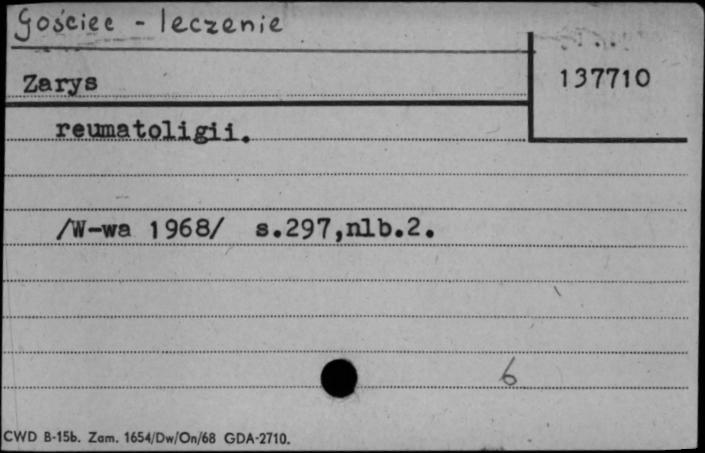 Gościec - leczenie
Zarys
137710
reumatoligii.
/W-wa 1968/ s.297,nlb.2.
6
CWD B-15b. Zam. 1654/Dw/On/68 GDA-2710.